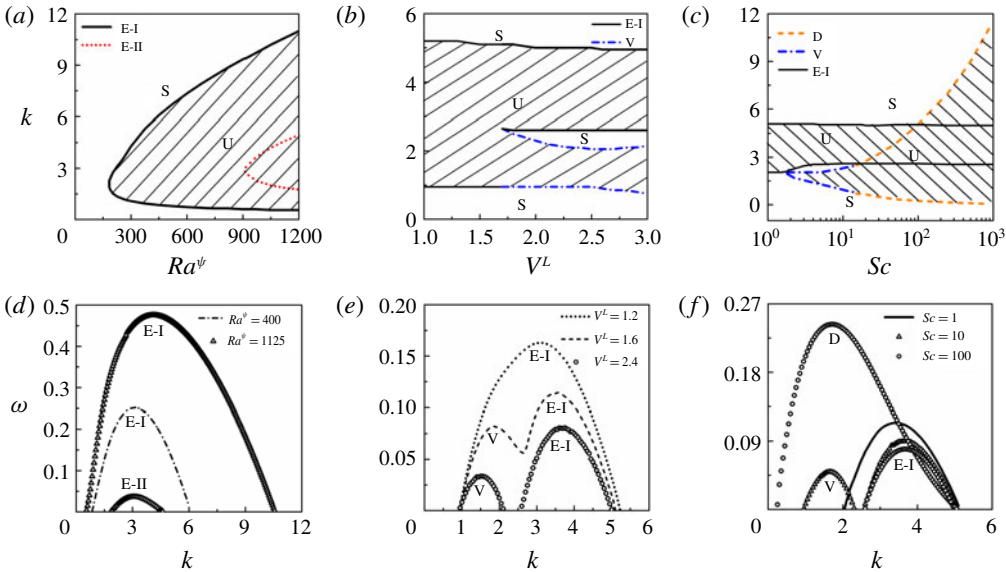 (a)
12
9
6
3
0
k
E-I
E-II
S
U
300
600
900
1200
Ra^ψ
(b)
6
4
2
0
E-I
V
S
U
S
S
1.0
1.5
2.0
2.5
3.0
V^L
(c)
12
9
6
3
0
D
V
E-I
S
U
U
S
10^0
10^1
10^2
10^3
Sc
(d)
0.5
0.4
0.3
0.2
0.1
0
ω
E-I
E-I
E-II
Ra^ψ = 400
Ra^ψ = 1125
3
6
9
12
k
(e)
0.20
0.15
0.10
0.05
0
V^L = 1.2
V^L = 1.6
V^L = 2.4
E-I
E-I
E-I
V
V
1
2
3
4
5
6
k
(f)
0.27
0.18
0.09
0
Sc = 1
Sc = 10
Sc = 100
D
V
E-I
2
4
6
k